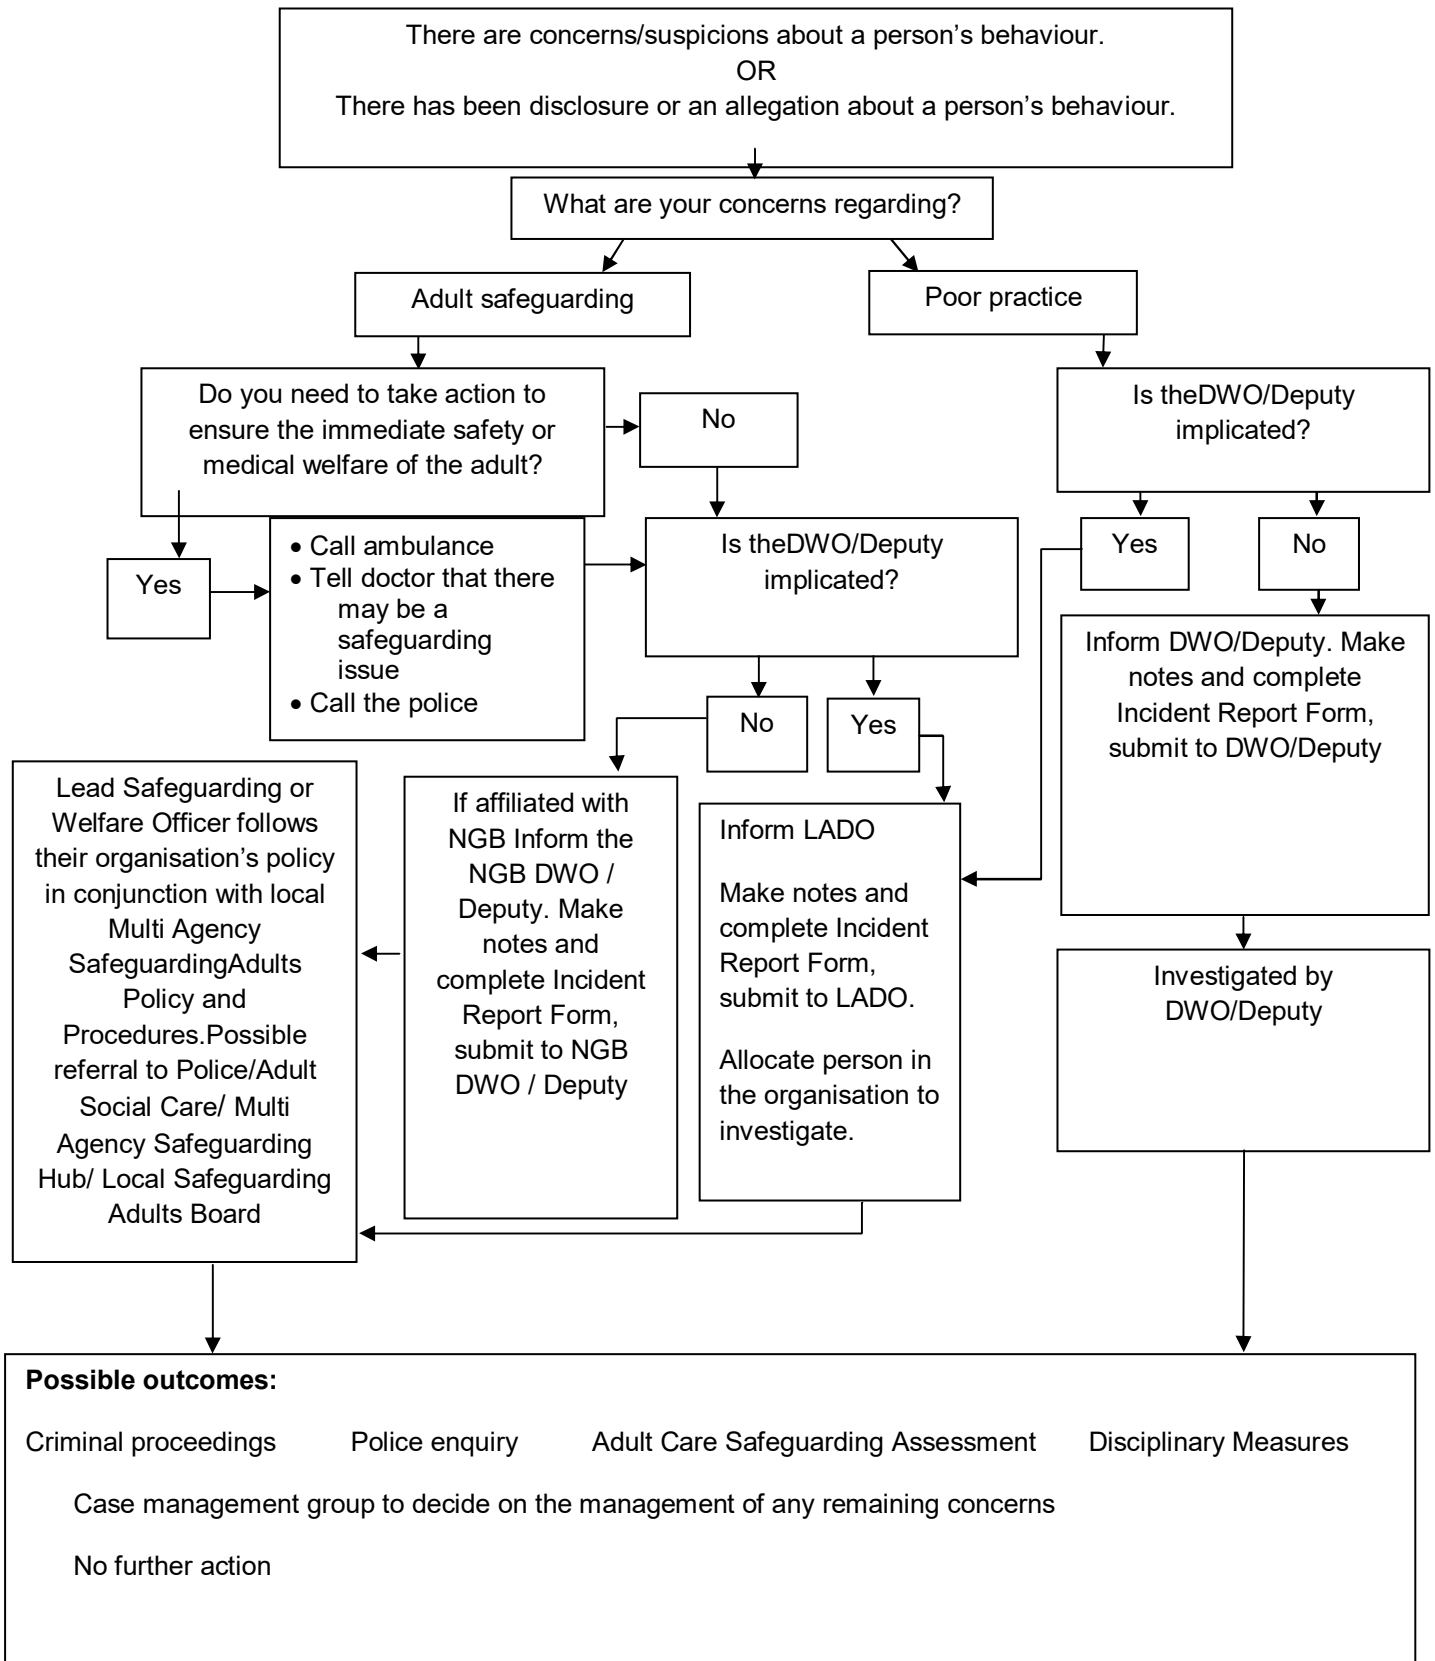 There are concerns/suspicions about a person’s behaviour.
OR
There has been disclosure or an allegation about a person’s behaviour.
What are your concerns regarding?
Adult safeguarding
Poor practice
Do you need to take action to
ensure the immediate safety or
medical welfare of the adult?
No
Is theDWO/Deputy
implicated?
Yes
• Call ambulance
• Tell doctor that there
may be a
safeguarding
issue
• Call the police
Is theDWO/Deputy
implicated?
Yes
No
No
Yes
Inform DWO/Deputy. Make
notes and complete
Incident Report Form,
submit to DWO/Deputy
Lead Safeguarding or
Welfare Officer follows
their organisation’s policy
in conjunction with local
Multi Agency
SafeguardingAdults
Policy and
Procedures.Possible
referral to Police/Adult
Social Care/ Multi
Agency Safeguarding
Hub/ Local Safeguarding
Adults Board
If affiliated with
NGB Inform the
NGB DWO /
Deputy. Make
notes and
complete Incident
Report Form,
submit to NGB
DWO / Deputy
Inform LADO
Make notes and
complete Incident
Report Form,
submit to LADO.
Allocate person in
the organisation to
investigate.
Investigated by
DWO/Deputy
Possible outcomes:
Criminal proceedings Police enquiry Adult Care Safeguarding Assessment Disciplinary Measures
Case management group to decide on the management of any remaining concerns
No further action